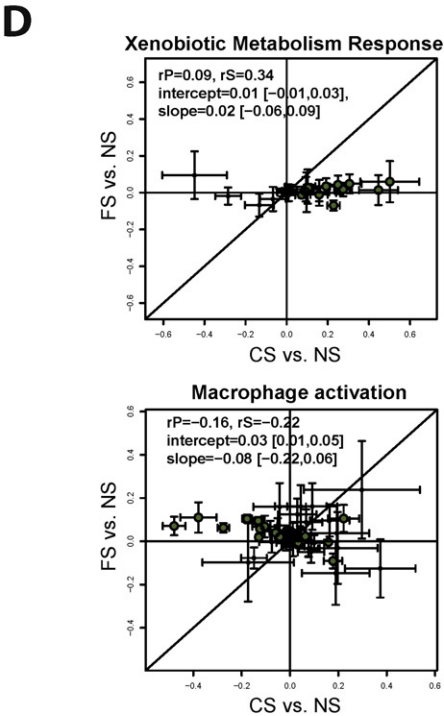 D
Xenobiotic Metabolism Response
rP=0.09, rS=0.34
intercept=0.01 [−0.01,0.03],
slope=0.02 [−0.06,0.09]
FS vs. NS
0.6
0.4
0.2
0.0
−0.2
−0.4
−0.6
−0.6 −0.4 −0.2 0.0 0.2 0.4 0.6
CS vs. NS
Macrophage activation
rP=−0.16, rS=−0.22
intercept=0.03 [0.01,0.05]
slope=−0.08 [−0.22,0.06]
FS vs. NS
0.6
0.4
0.2
0.0
−0.2
−0.4
−0.4 −0.2 0.0 0.2 0.4 0.6
CS vs. NS